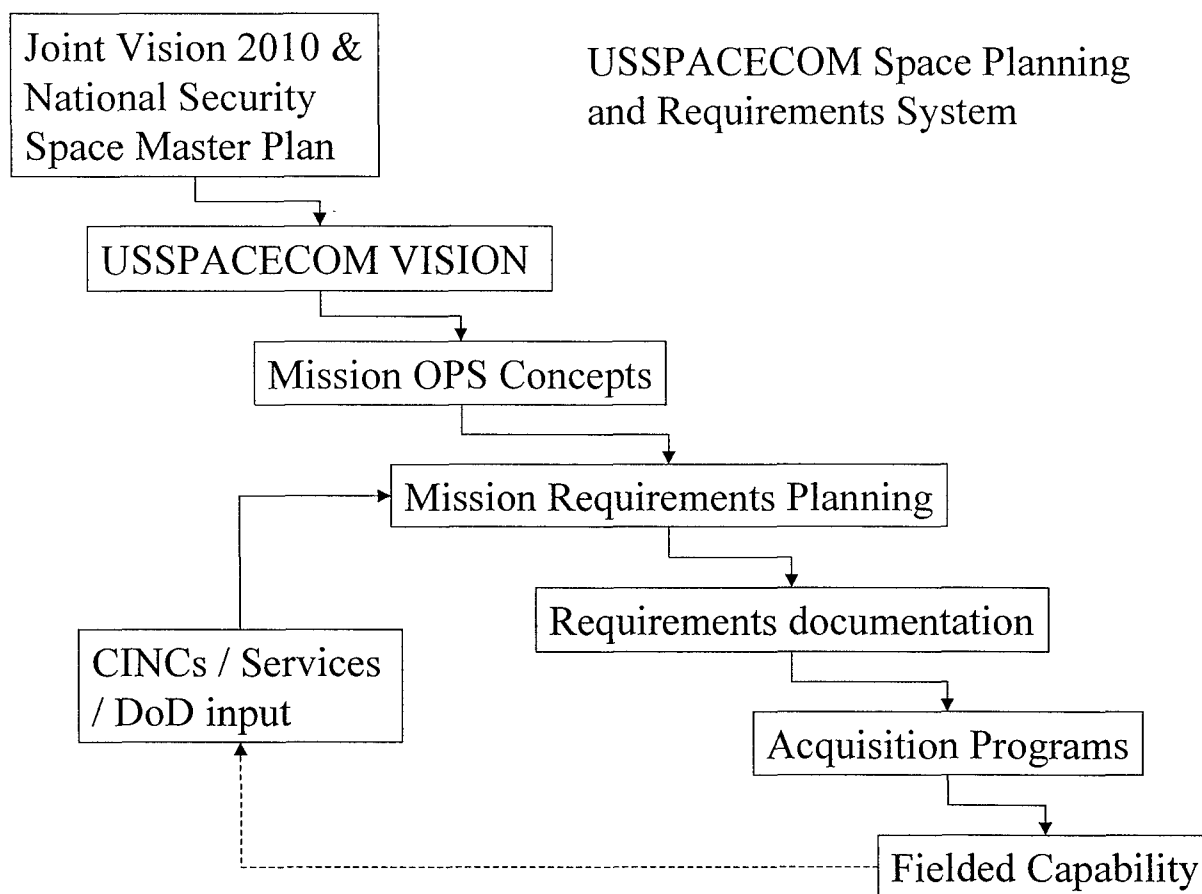 Joint Vision 2010 &
National Security
Space Master Plan
USSPACECOM Space Planning
and Requirements System
USSPACECOM VISION
Mission OPS Concepts
Mission Requirements Planning
Requirements documentation
CINCs / Services
/ DoD input
Acquisition Programs
Fielded Capability